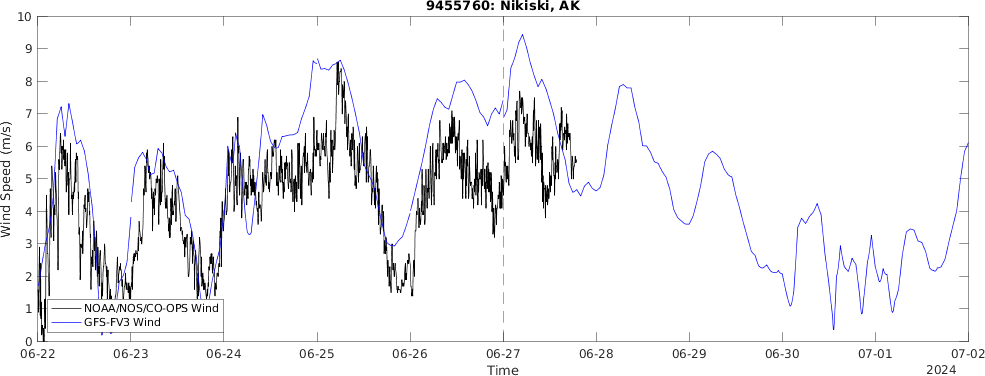 9455760: Nikiski, AK
10
9
8
7
6
5
4
3
2
1
0
Wind Speed (m/s)
NOAA/NOS/CO-OPS Wind
GFS-FV3 Wind
06-22 06-23 06-24 06-25 06-26 06-27 06-28 06-29 06-30 07-01 07-02
Time
2024